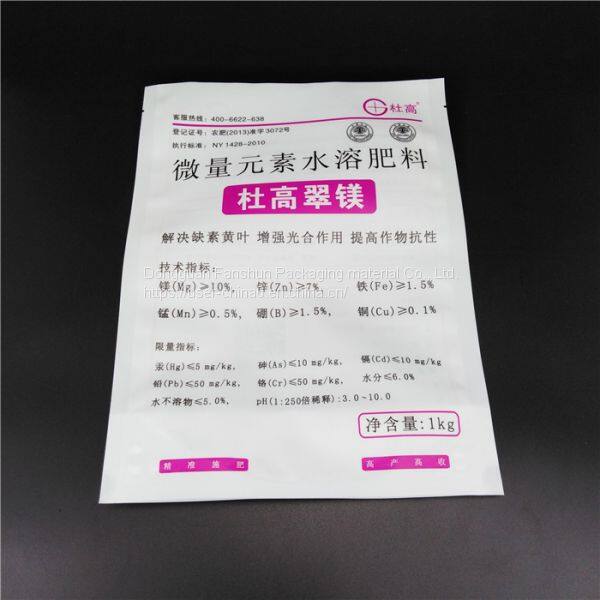 客服热线：400-6622-638
登记证号：农肥(2013)准字3072号
执行标准：NY 1428-2010
杜高®
微量元素水溶肥料
杜高翠镁
解决缺素黄叶 增强光合作用 提高作物抗性
技术指标:
Dongguan Fanshun Packaging material Co., Ltd.
镁(Mg)≥10%, 锌(Zn)≥7% 铁(Fe)≥1.5%
锰(Mn)≥0.5%, 硼(B)≥1.5%, 铜(Cu)≥0.1%
限量指标:
汞(Hg)≤5 mg/kg, 砷(As)≤10 mg/kg, 镉(Cd)≤10 mg/kg
铅(Pb)≤50 mg/kg, 铬(Cr)≤50 mg/kg, 水分≤6.0%
水不溶物≤5.0%, pH(1:250倍稀释):3.0~10.0
净含量:1kg
精准施肥 高产高收